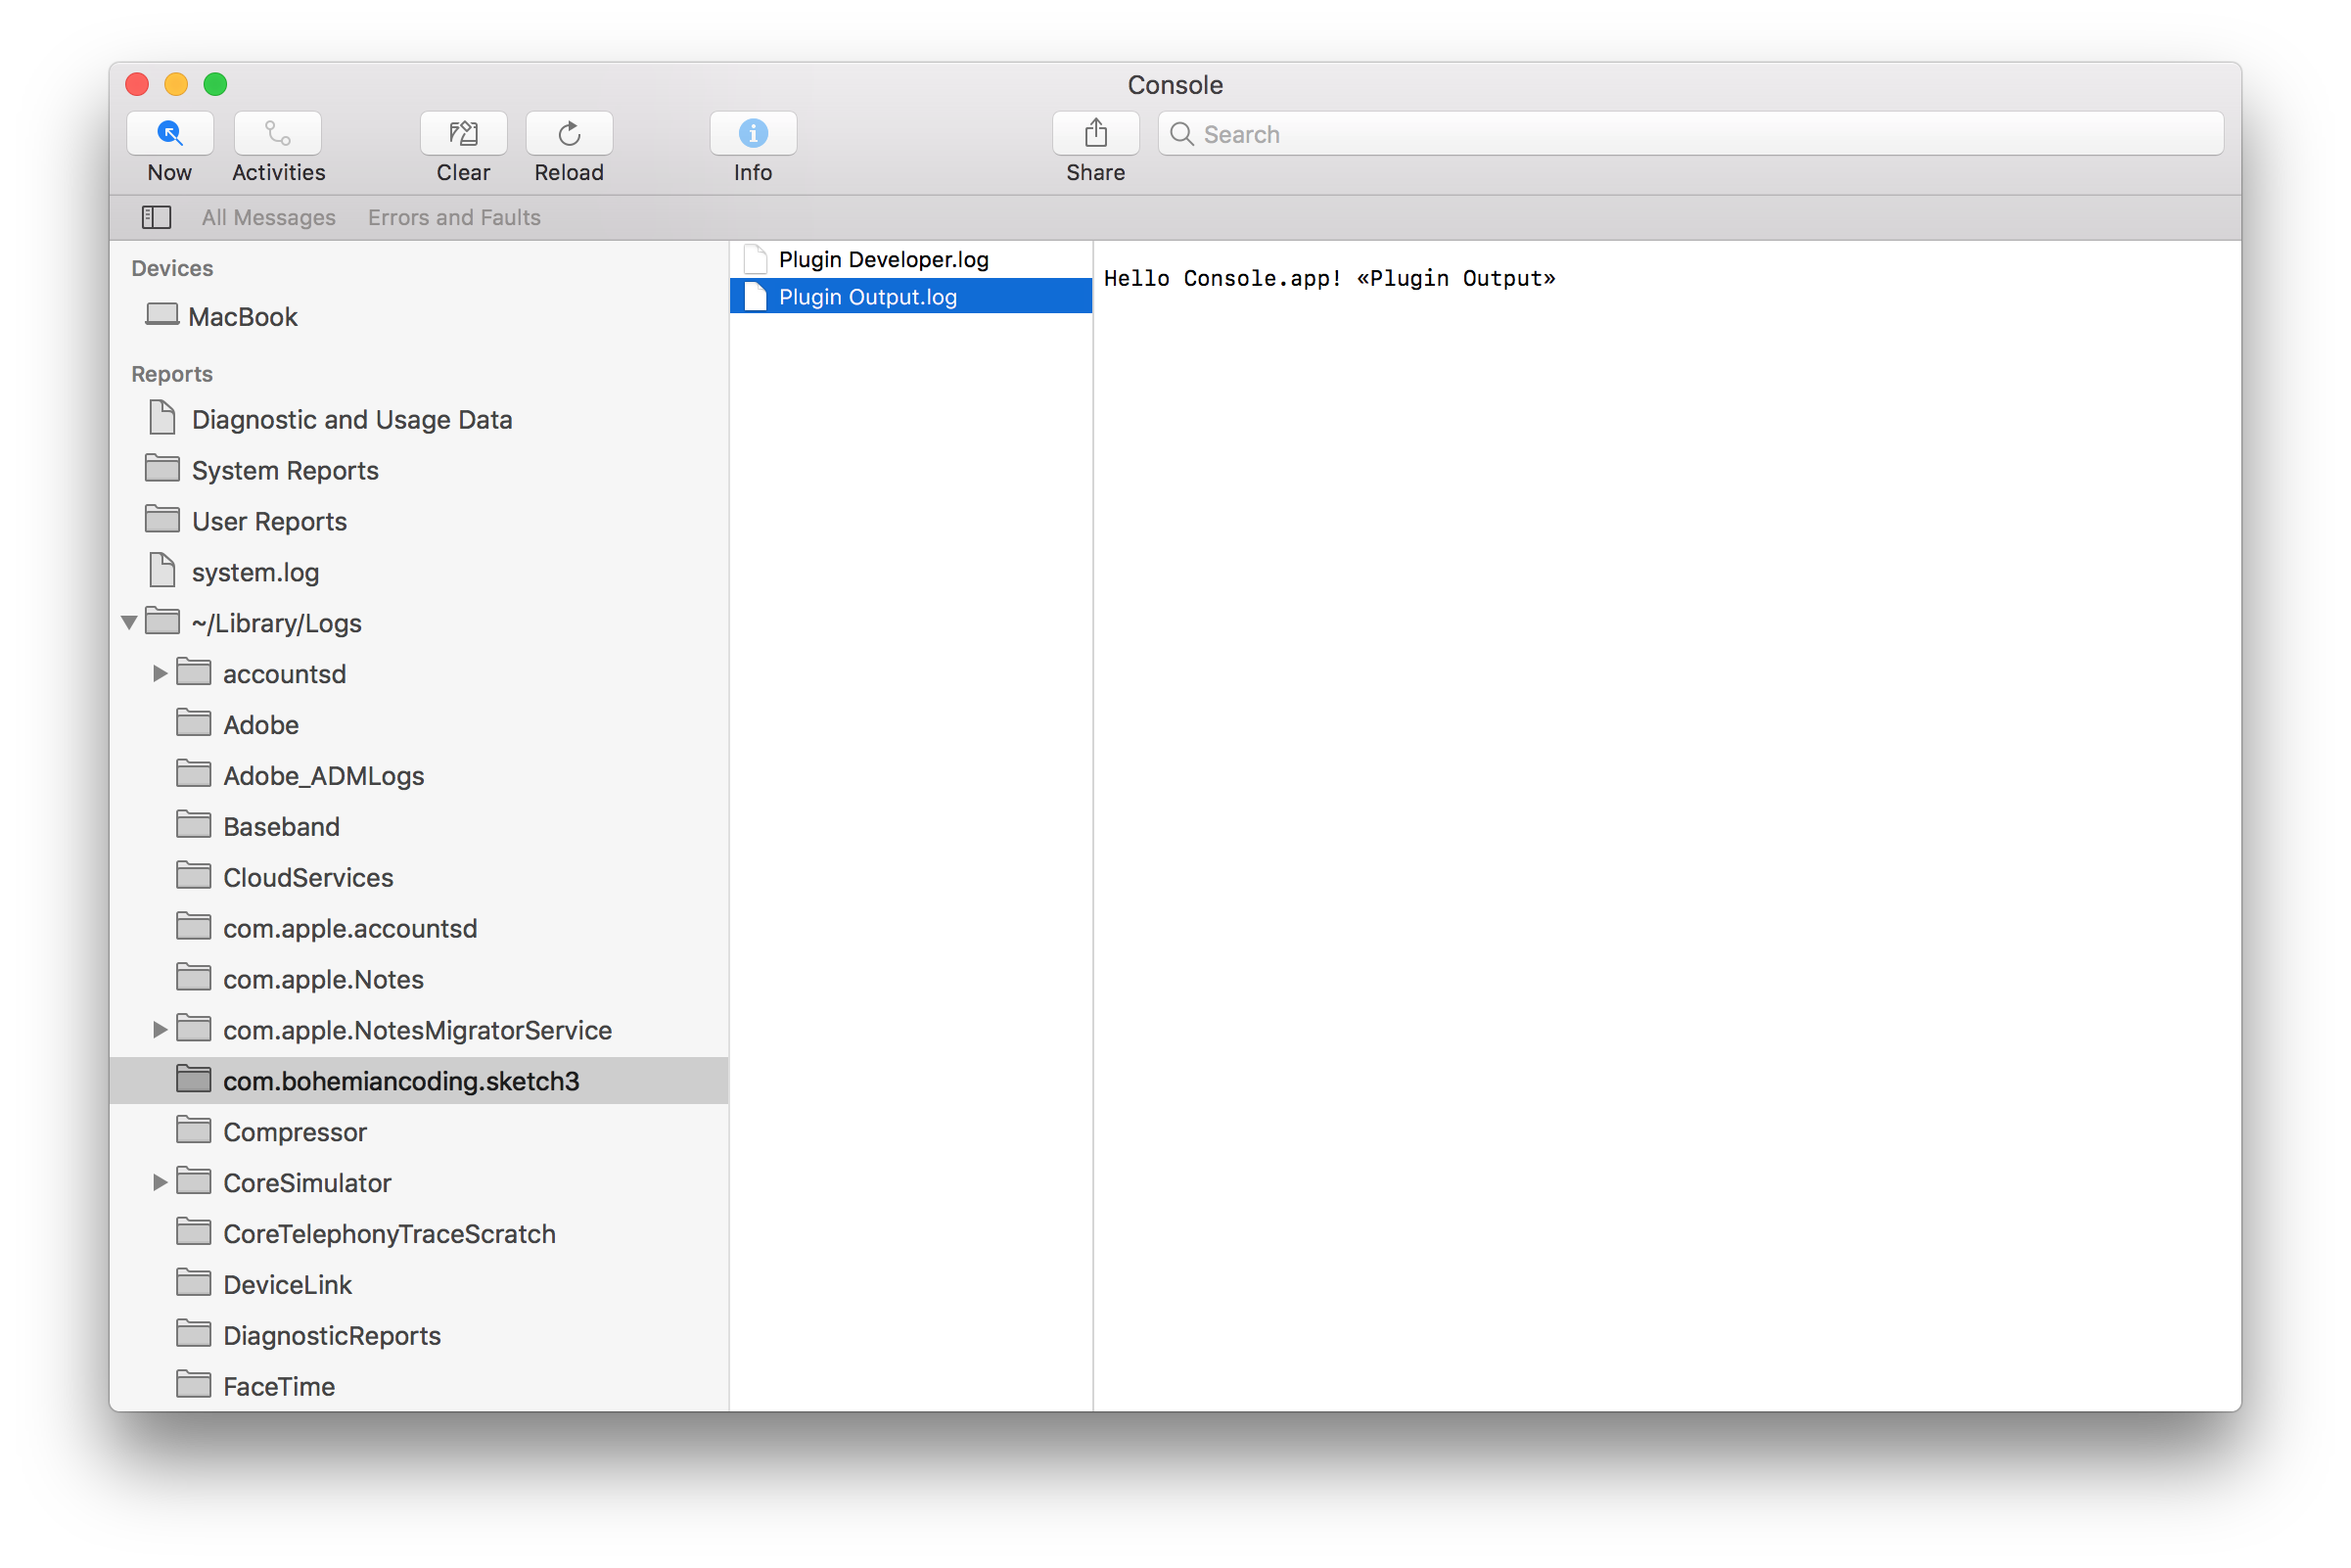 Console
Now
Activities
Clear
Reload
Info
Share
Search
All Messages
Errors and Faults
Devices
MacBook
Reports
Diagnostic and Usage Data
System Reports
User Reports
system.log
~/Library/Logs
accountsd
Adobe
Adobe_ADMLogs
Baseband
CloudServices
com.apple.accountsd
com.apple.Notes
com.apple.NotesMigratorService
com.bohemiancoding.sketch3
Compressor
CoreSimulator
CoreTelephonyTraceScratch
DeviceLink
DiagnosticReports
FaceTime
Plugin Developer.log
Plugin Output.log
Hello Console.app! «Plugin Output»